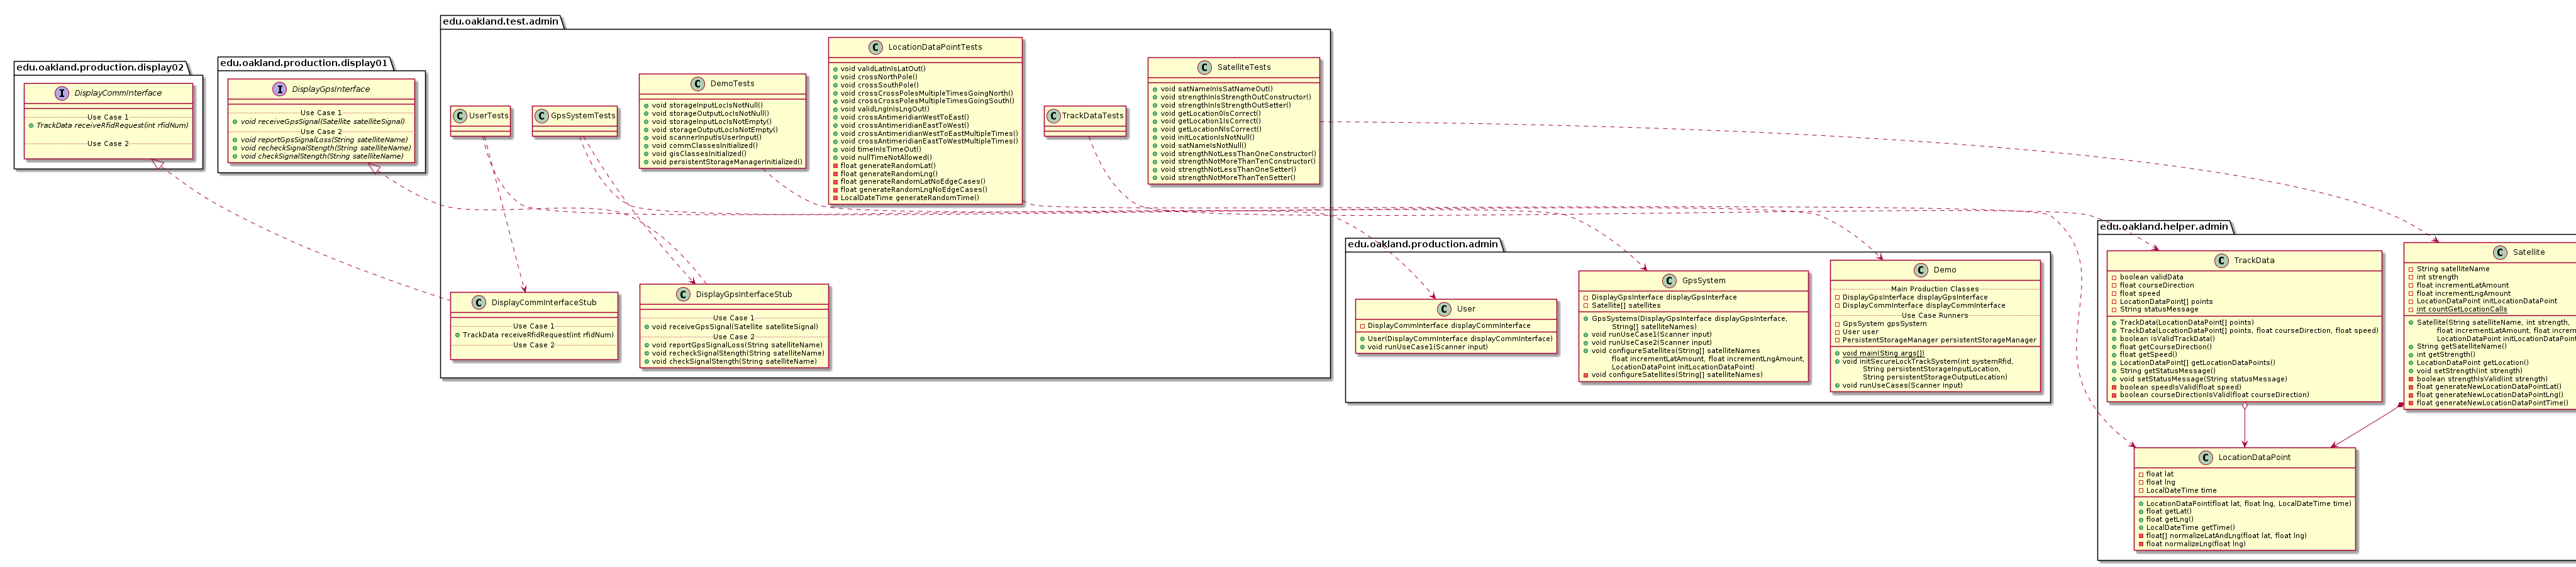 edu.oakland.production.display02
DisplayCommInterface
Use Case 1
TrackData receiveRfidRequest(int rfidNum)
Use Case 2
edu.oakland.production.display01
DisplayGpsInterface
Use Case 1
void receiveGpsSignal(Satellite satelliteSignal)
Use Case 2
void reportGpsSignalLoss(String satelliteName)
void recheckSignalStength(String satelliteName)
void checkSignalStength(String satelliteName)
edu.oakland.test.admin
UserTests
GpsSystemTests
DemoTests
void storageInputLocIsNotNull()
void storageOutputLocIsNotNull()
void storageInputLocIsNotEmpty()
void storageOutputLocIsNotEmpty()
void scannerInputIsUserInput()
void commClassesInitialized()
void gisClassesInitialized()
void persistentStorageManagerInitialized()
LocationDataPointTests
void validLatInIsLatOut()
void crossNorthPole()
void crossSouthPole()
void crossCrossPolesMultipleTimesGoingNorth()
void crossCrossPolesMultipleTimesGoingSouth()
void validLngInIsLngOut()
void crossAntimeridianWestToEast()
void crossAntimeridianEastToWest()
void crossAntimeridianWestToEastMultipleTimes()
void crossAntimeridianEastToWestMultipleTimes()
void timeInIsTimeOut()
void nullTimeNotAllowed()
float generateRandomLat()
float generateRandomLng()
float generateRandomLatNoEdgeCases()
float generateRandomLngNoEdgeCases()
LocalDateTime generateRandomTime()
TrackDataTests
SatelliteTests
void satNameInIsSatNameOut()
void strengthInIsStrengthOutConstructor()
void strengthInIsStrengthOutSetter()
void getLocation0IsCorrect()
void getLocation1IsCorrect()
void getLocationNIsCorrect()
void initLocationIsNotNull()
void satNameIsNotNull()
void strengthNotLessThanOneConstructor()
void strengthNotMoreThanTenConstructor()
void strengthNotLessThanOneSetter()
void strengthNotMoreThanTenSetter()
DisplayCommInterfaceStub
Use Case 1
TrackData receiveRfidRequest(int rfidNum)
Use Case 2
DisplayGpsInterfaceStub
Use Case 1
void receiveGpsSignal(Satellite satelliteSignal)
Use Case 2
void reportGpsSignalLoss(String satelliteName)
void recheckSignalStength(String satelliteName)
void checkSignalStength(String satelliteName)
edu.oakland.production.admin
User
DisplayCommInterface displayCommInterface
User(DisplayCommInterface displayCommInterface)
void runUseCase1(Scanner input)
GpsSystem
DisplayGpsInterface displayGpsInterface
Satellite[] satellites
GpsSystems(DisplayGpsInterface displayGpsInterface,
String[] satelliteNames)
void runUseCase1(Scanner input)
void runUseCase2(Scanner input)
void configureSatellites(String[] satelliteNames
float incrementLatAmount, float incrementLngAmount,
LocationDataPoint initLocationDataPoint)
void configureSatellites(String[] satelliteNames)
Demo
Main Production Classes
DisplayGpsInterface displayGpsInterface
DisplayCommInterface displayCommInterface
Use Case Runners
GpsSystem gpsSystem
User user
PersistentStorageManager persistentStorageManager
void main(Sting args[])
void initSecureLockTrackSystem(int systemRfid,
String persistentStorageInputLocation,
String persistentStorageOutputLocation)
void runUseCases(Scanner input)
edu.oakland.helper.admin
TrackData
boolean validData
float courseDirection
float speed
LocationDataPoint[] points
String statusMessage
TrackData(LocationDataPoint[] points)
TrackData(LocationDataPoint[] points, float courseDirection, float speed)
boolean isValidTrackData()
float getCourseDirection()
float getSpeed()
LocationDataPoint[] getLocationDataPoints()
String getStatusMessage()
void setStatusMessage(String statusMessage)
boolean speedIsValid(float speed)
boolean courseDirectionIsValid(float courseDirection)
Satellite
String satelliteName
int strength
float incrementLatAmount
float incrementLngAmount
LocationDataPoint initLocationDataPoint
int countGetLocationCalls
Satellite(String satelliteName, int strength,
float incrementLatAmount, float increm
LocationDataPoint initLocationDataPoint
String getSatelliteName()
int getStrength()
LocationDataPoint getLocation()
void setStrength(int strength)
boolean strengthIsValid(int strength)
float generateNewLocationDataPointLat()
float generateNewLocationDataPointLng()
float generateNewLocationDataPointTime()
LocationDataPoint
float lat
float lng
LocalDateTime time
LocationDataPoint(float lat, float lng, LocalDateTime time)
float getLat()
float getLng()
LocalDateTime getTime()
float[] normalizeLatAndLng(float lat, float lng)
float normalizeLng(float lng)